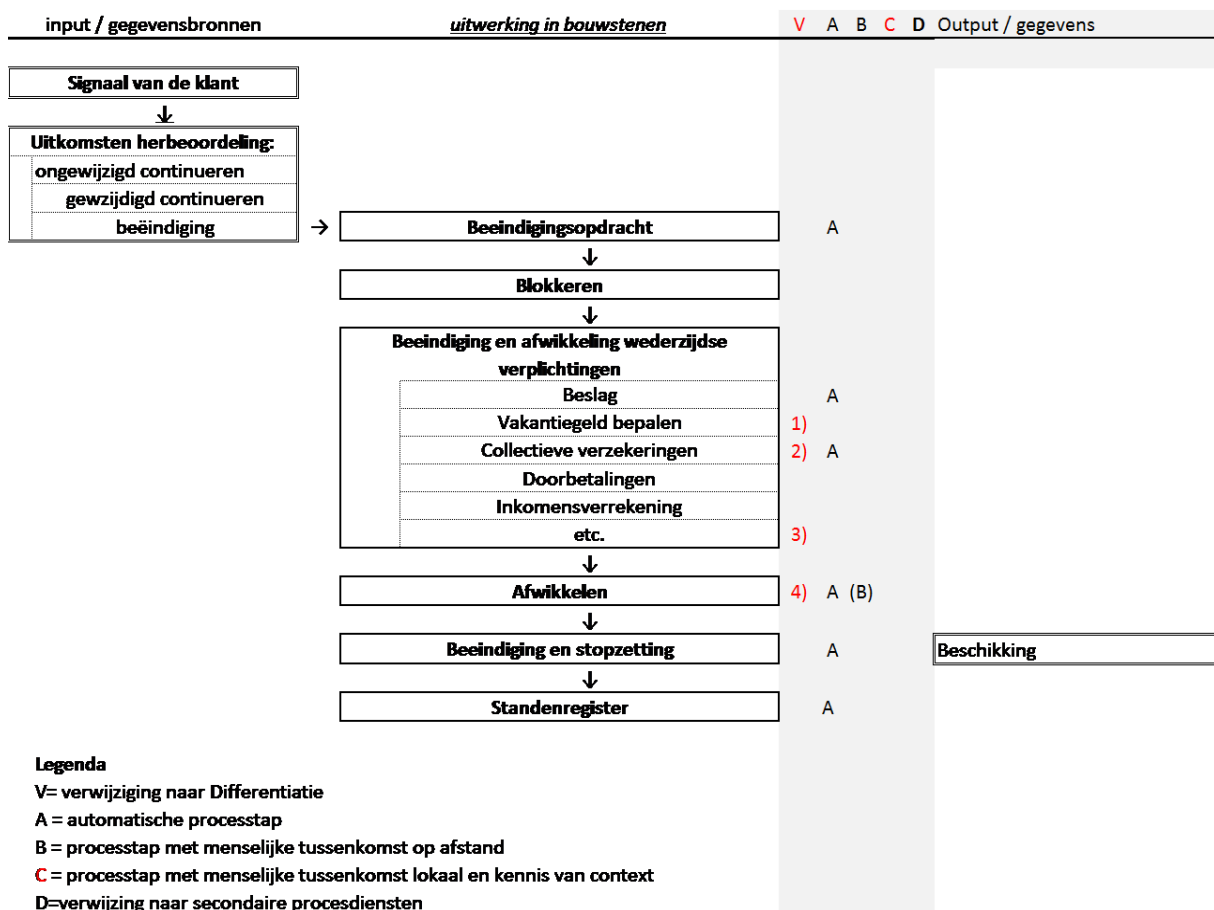 input / gegevensbronnen uitwerking in bouwstenen V A B C D Output / gegevens
Signaal van de klant
↓
Uitkomsten herbeoordeling:
ongewijzigd continueren
gewzijdigd continueren
beëindiging → Beeindigingsopdracht A
↓
Blokkeren
↓
Beeindiging en afwikkeling wederzijdse
verplichtingen
Beslag A
Vakantiegeld bepalen 1)
Collectieve verzekeringen 2) A
Doorbetalingen
Inkomensverrekening
etc. 3)
↓
Afwikkelen 4) A (B)
↓
Beeindiging en stopzetting A Beschikking
↓
Standenregister A
Legenda
V= verwijziging naar Differentiatie
A = automatische processtap
B = processtap met menselijke tussenkomst op afstand
C = processtap met menselijke tussenkomst lokaal en kennis van context
D=verwijzing naar secondaire procesdiensten